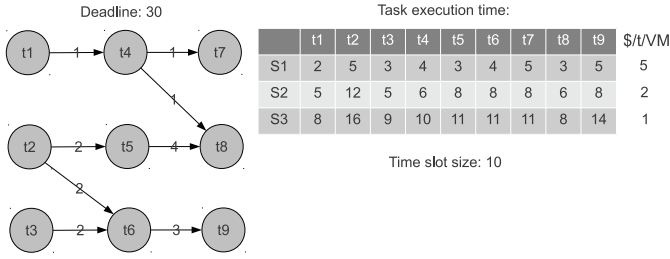 Deadline: 30
Task execution time:
t1 t2 t3 t4 t5 t6 t7 t8 t9 $/t/VM
S1 2 5 3 4 3 4 5 3 5 5
S2 5 12 5 6 8 8 8 6 8 2
S3 8 16 9 10 11 11 11 8 14 1
Time slot size: 10
t1 1 t4 1 t7
1
t2 2 t5 4 t8
2
t3 2 t6 3 t9